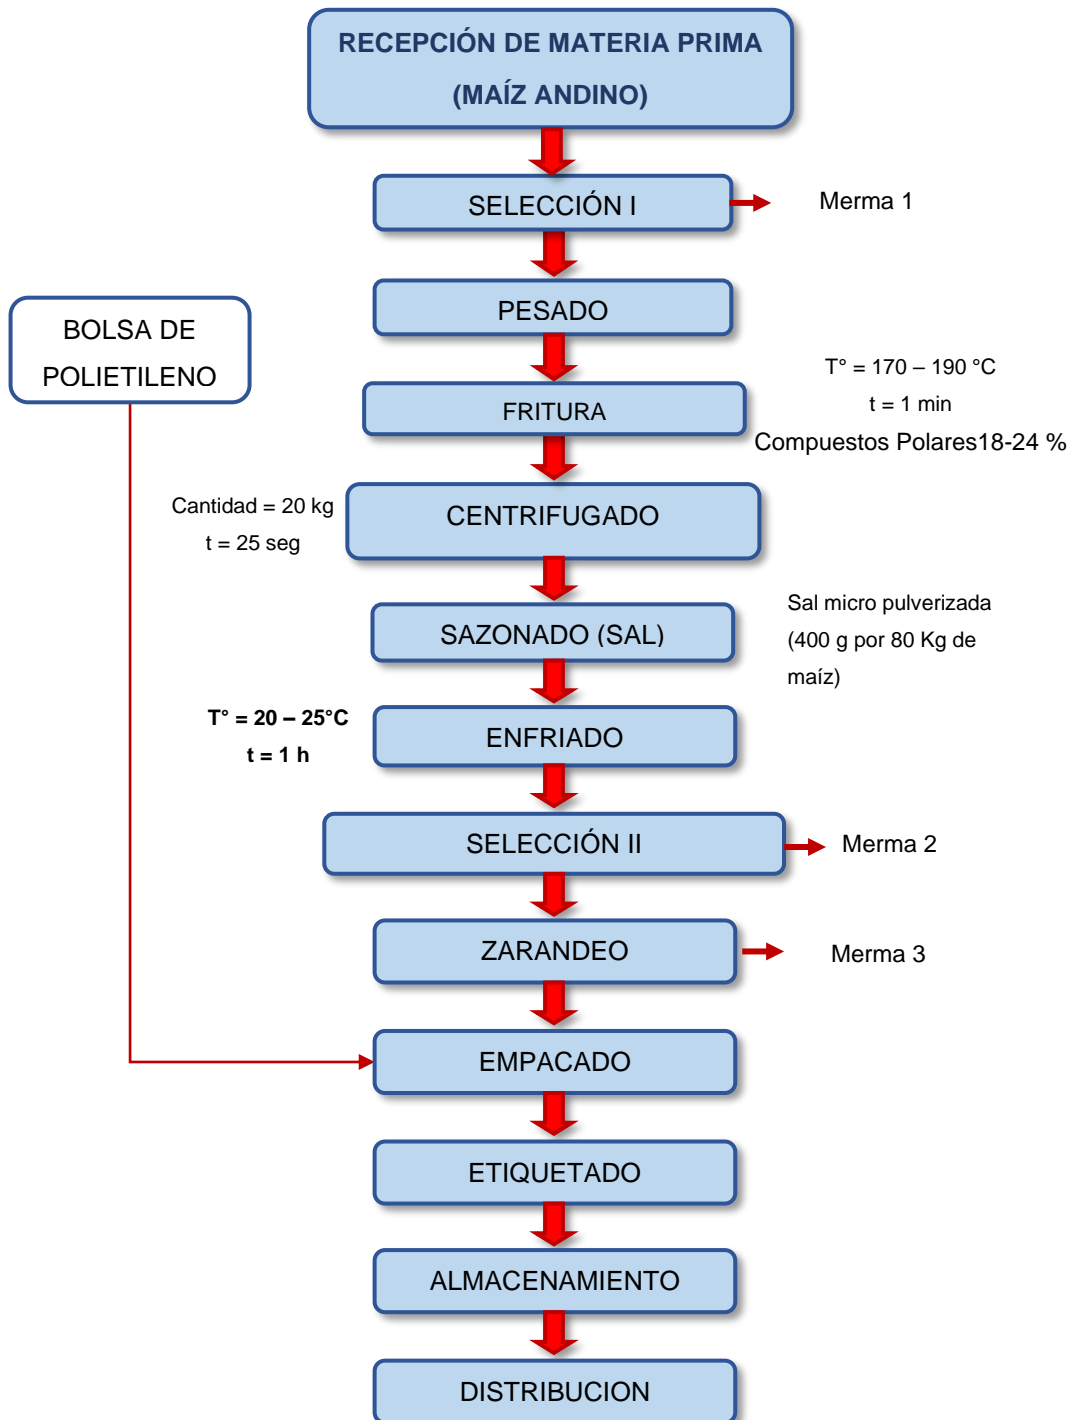 RECEPCIÓN DE MATERIA PRIMA
(MAÍZ ANDINO)
SELECCIÓN I
Merma 1
PESADO
BOLSA DE
POLIETILENO
T° = 170 – 190 °C
t = 1 min
Compuestos Polares18-24 %
FRITURA
Cantidad = 20 kg
t = 25 seg
CENTRIFUGADO
SAZONADO (SAL)
Sal micro pulverizada
(400 g por 80 Kg de
maíz)
T° = 20 – 25°C
t = 1 h
ENFRIADO
SELECCIÓN II
Merma 2
ZARANDEO
Merma 3
EMPACADO
ETIQUETADO
ALMACENAMIENTO
DISTRIBUCION